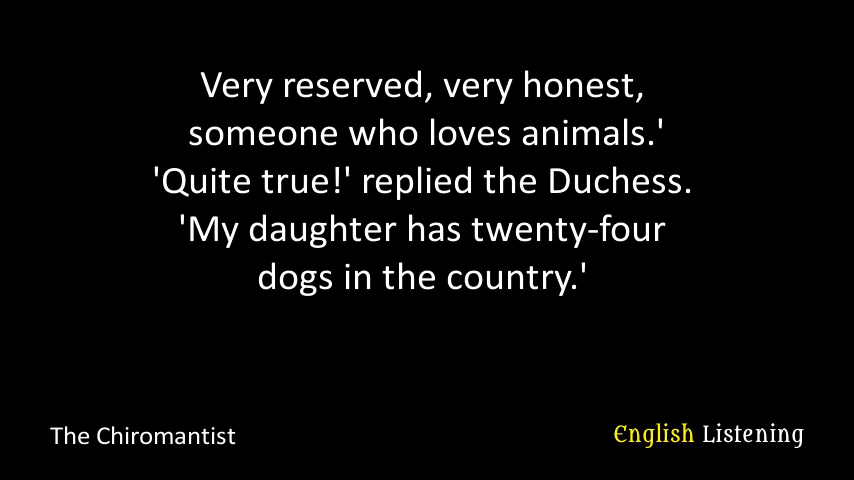 Very reserved, very honest,
someone who loves animals.'
'Quite true!' replied the Duchess.
'My daughter has twenty-four
dogs in the country.'
The Chiromantist
English Listening